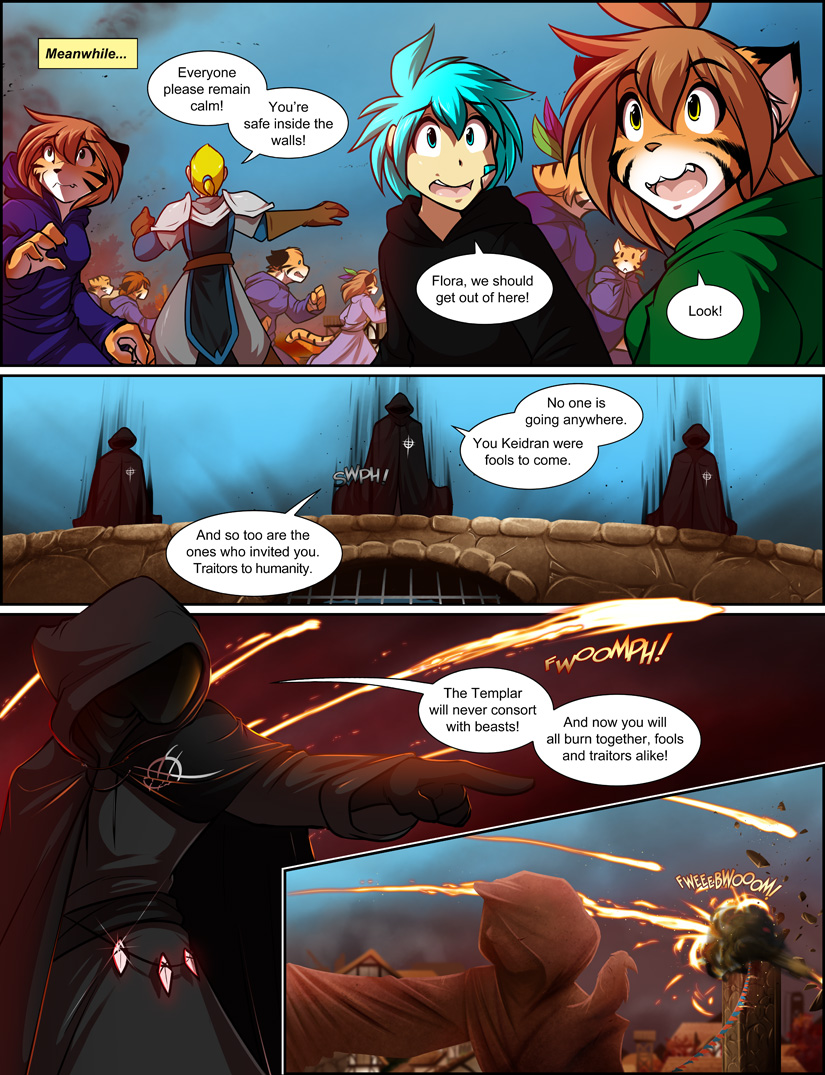 Meanwhile...
Everyone
please remain
calm!
You're
safe inside the
walls!
Flora, we should
get out of here!
Look!
No one is
going anywhere.
You Keidran were
fools to come.
SWPH!
And so too are the
ones who invited you.
Traitors to humanity.
FWOOMPH!
The Templar
will never consort
with beasts!
And now you will
all burn together, fools
and traitors alike!
FWEEEBWOOOM!